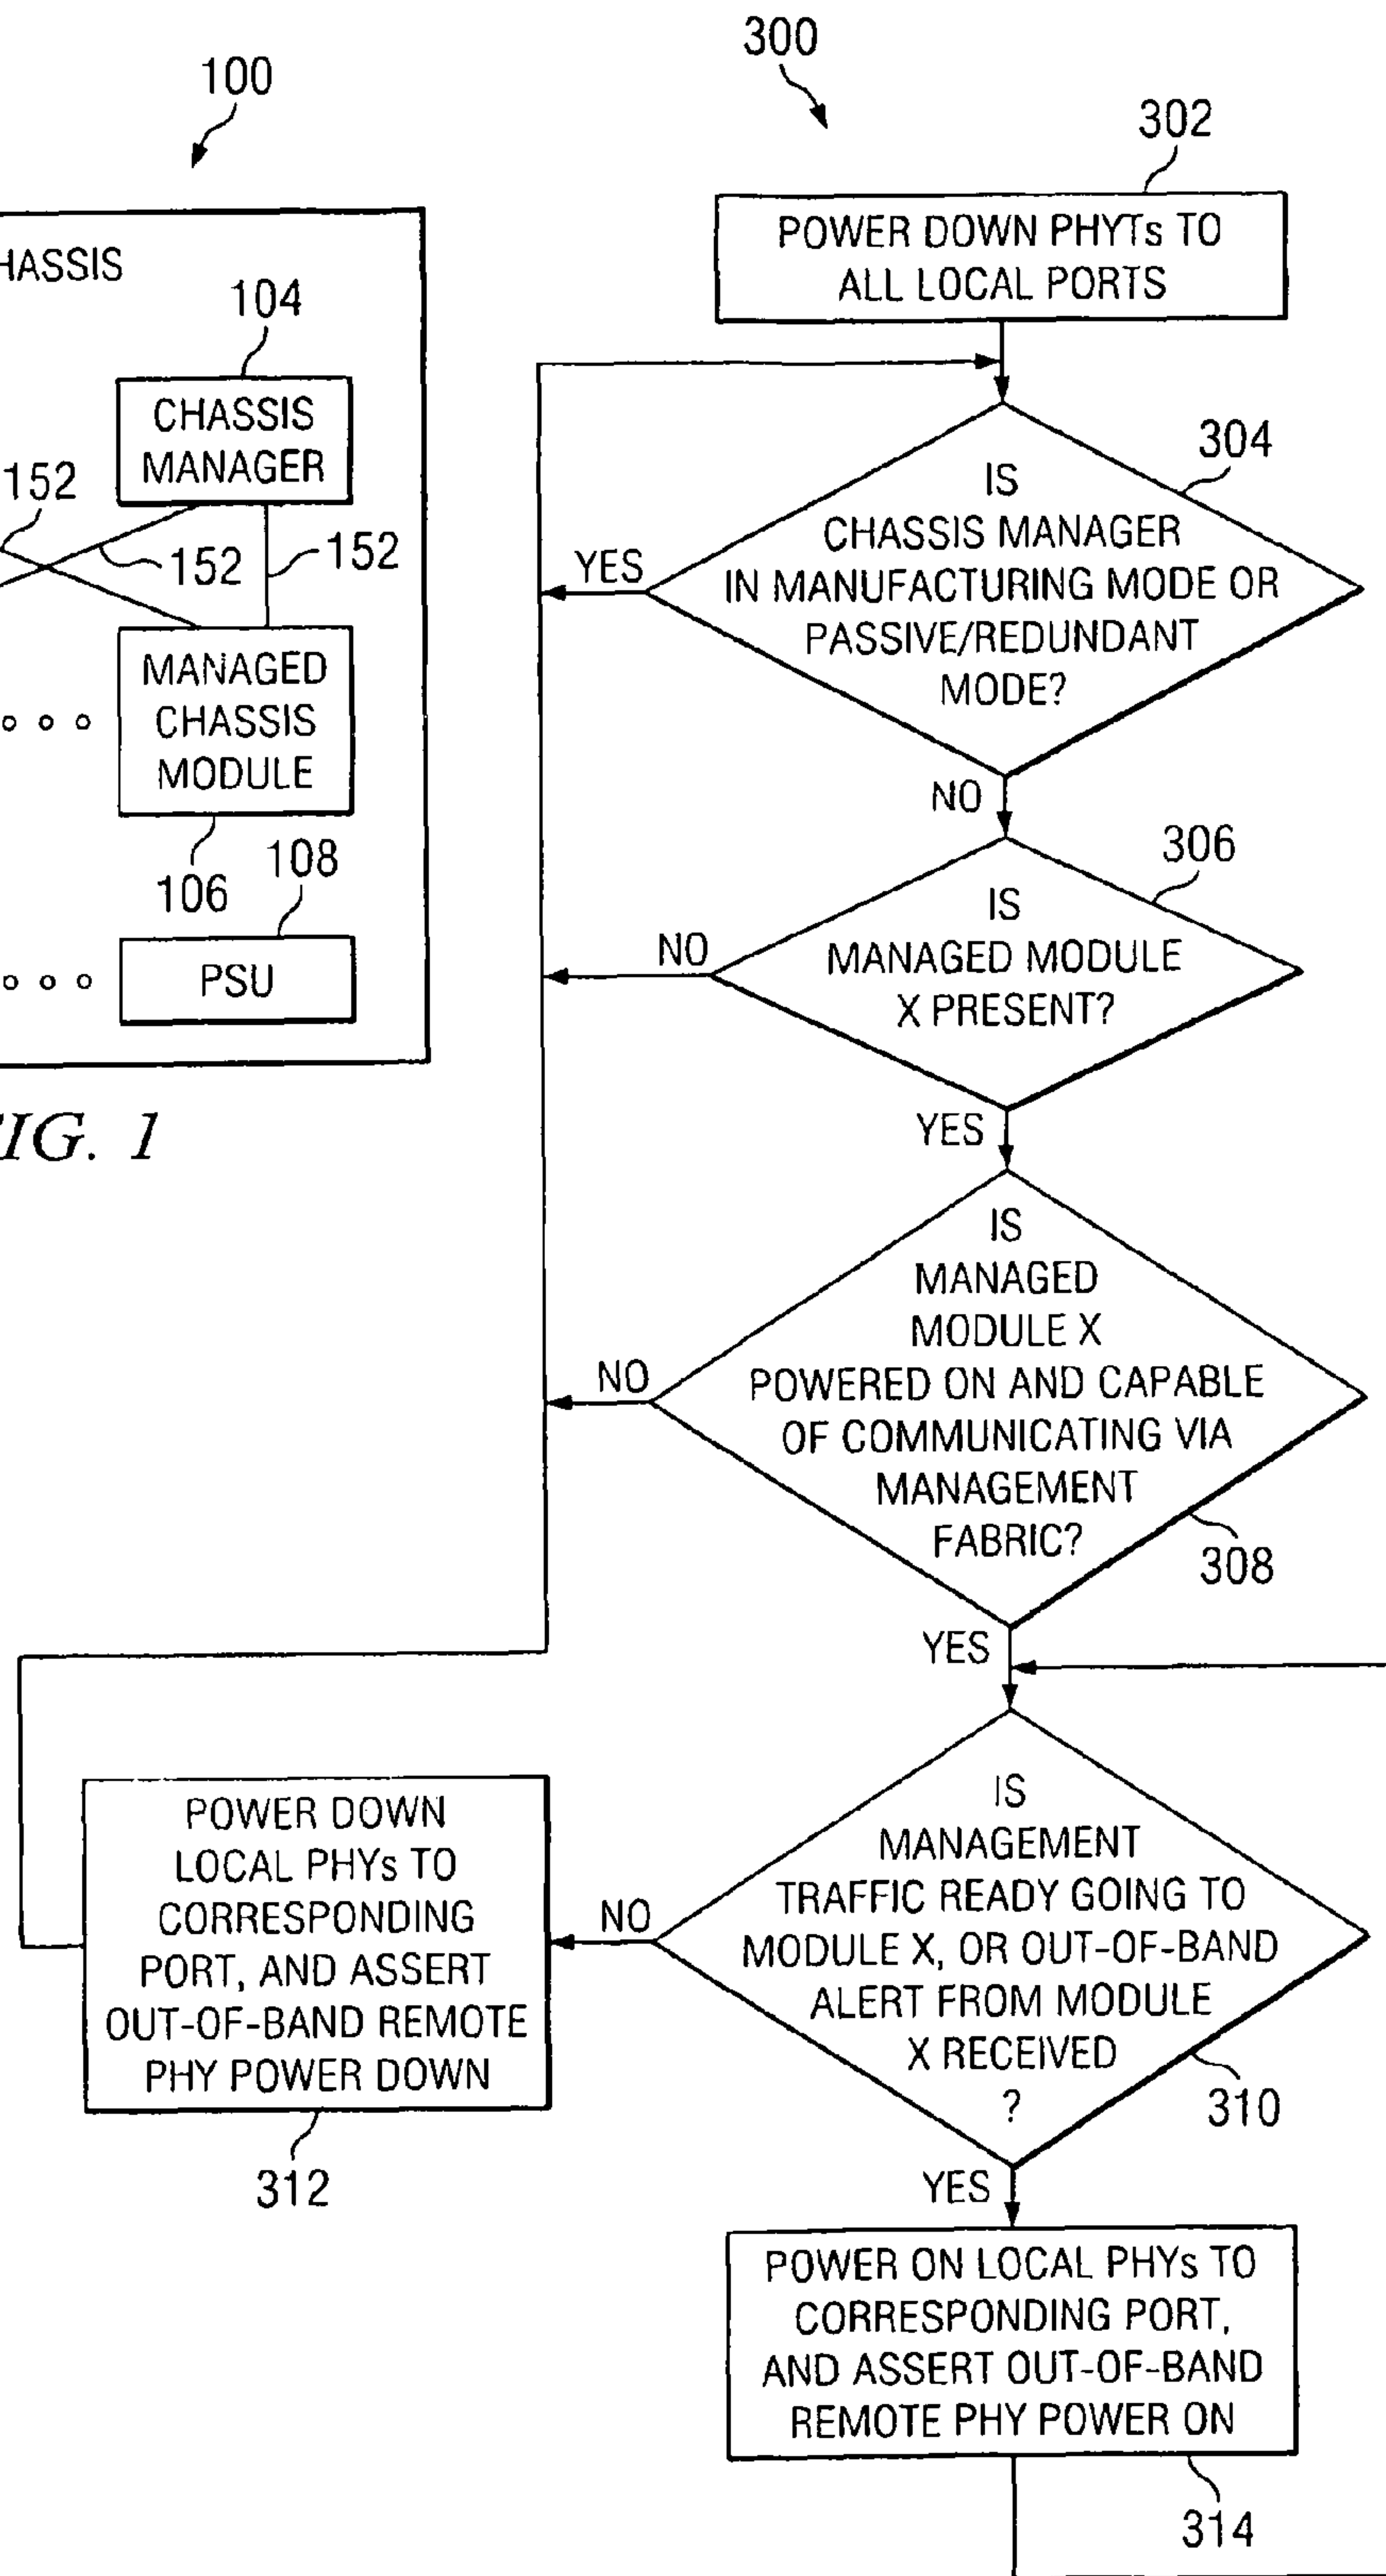 100
HASSIS
104
CHASSIS
MANAGER
152
152
152
MANAGED
CHASSIS
MODULE
106
108
PSU
FIG. 1
300
302
POWER DOWN PHYTs TO
ALL LOCAL PORTS
304
IS
CHASSIS MANAGER
IN MANUFACTURING MODE OR
PASSIVE/REDUNDANT
MODE?
YES
NO
306
IS
MANAGED MODULE
X PRESENT?
NO
YES
IS
MANAGED
MODULE X
POWERED ON AND CAPABLE
OF COMMUNICATING VIA
MANAGEMENT
FABRIC?
308
NO
YES
IS
MANAGEMENT
TRAFFIC READY GOING TO
MODULE X, OR OUT-OF-BAND
ALERT FROM MODULE
X RECEIVED
?
310
NO
POWER DOWN
LOCAL PHYs TO
CORRESPONDING
PORT, AND ASSERT
OUT-OF-BAND REMOTE
PHY POWER DOWN
312
YES
POWER ON LOCAL PHYs TO
CORRESPONDING PORT,
AND ASSERT OUT-OF-BAND
REMOTE PHY POWER ON
314